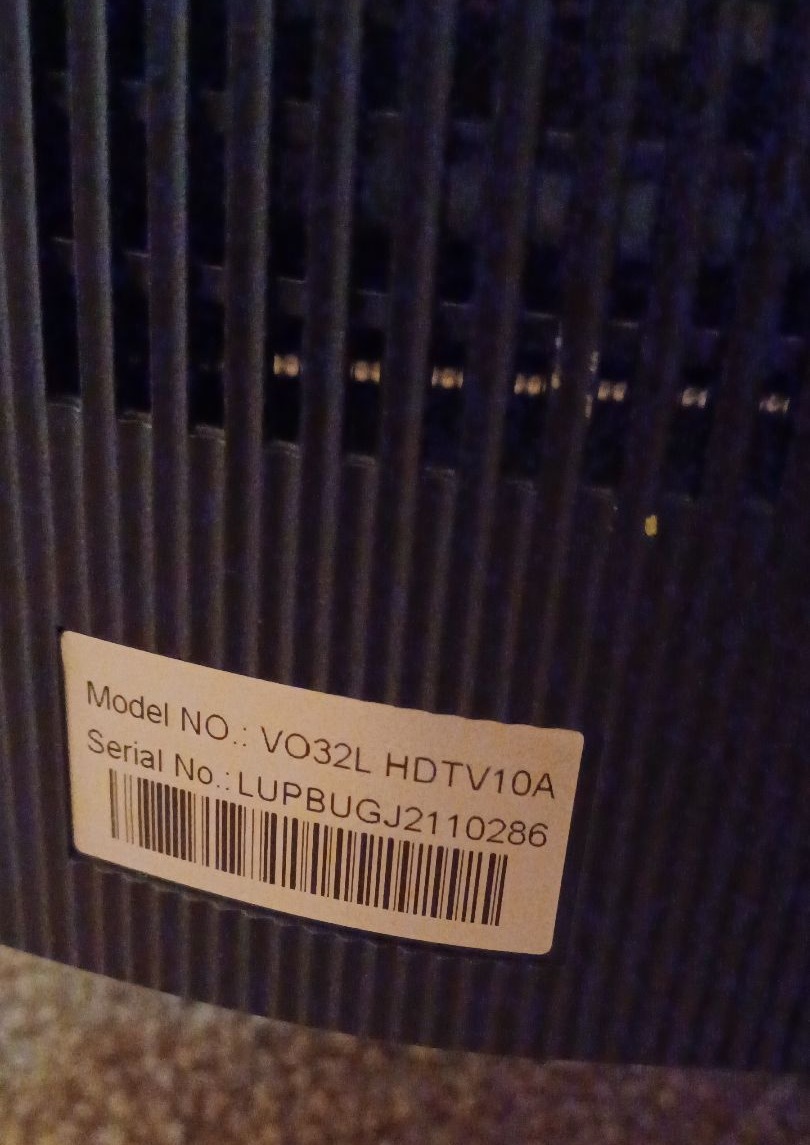 Model NO.: VO32L HDTV10A
Serial No.: LUPBUGJ2110286